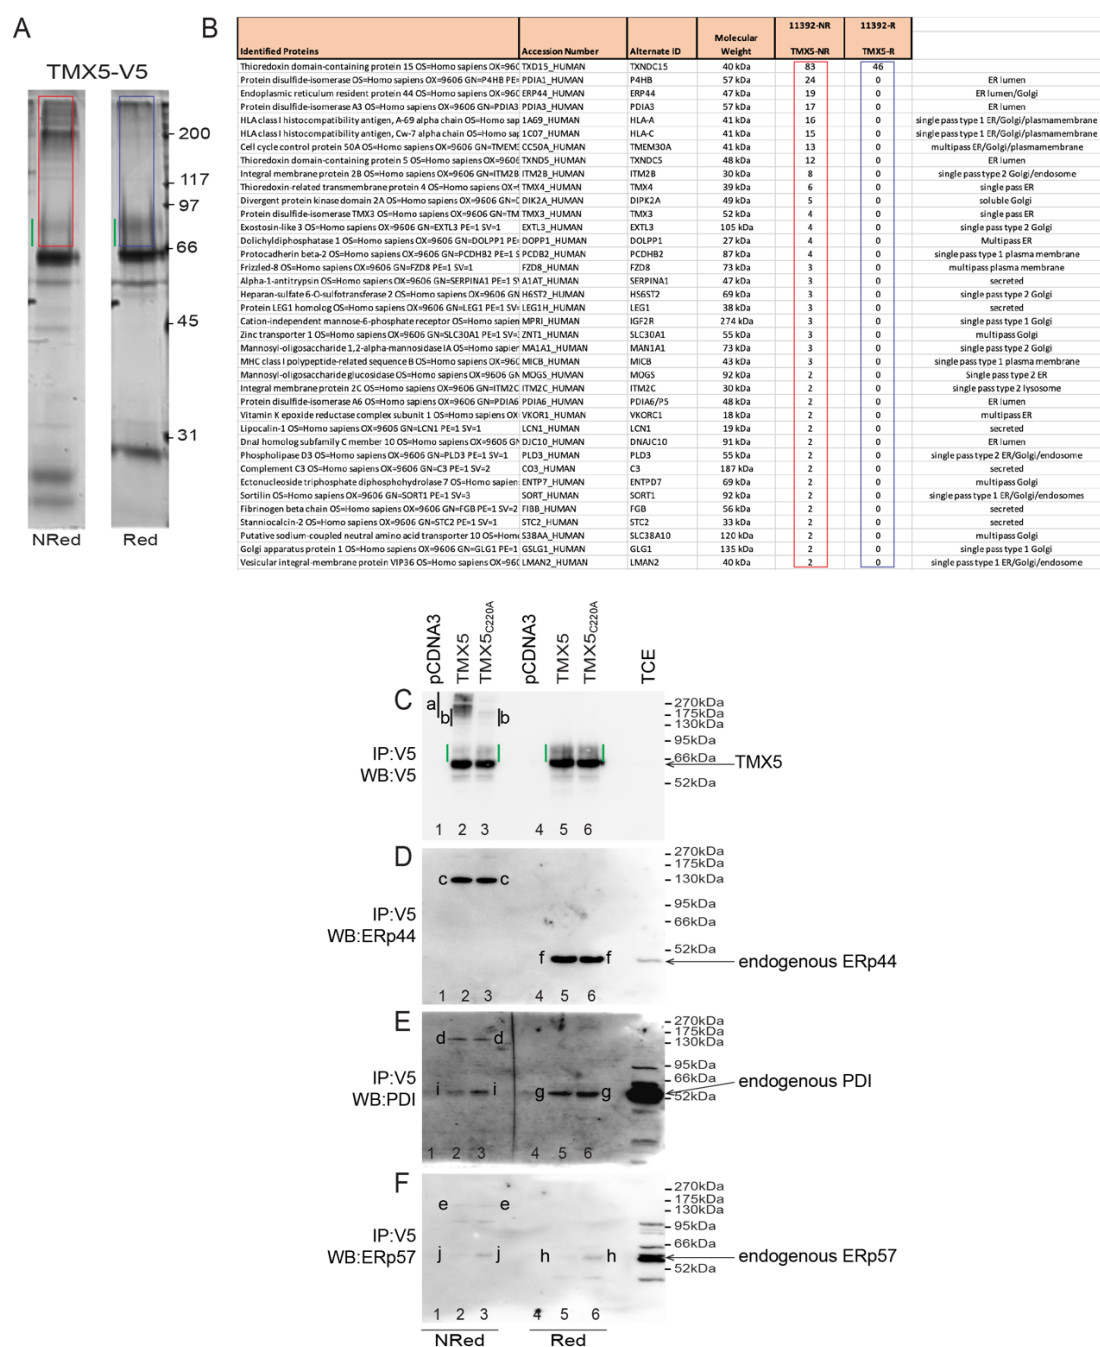 A
TMX5-V5
200
117
97
66
45
31
NRed
Red
B
11392-NR 11392-R
Molecular
Identified Proteins Accession Number Alternate ID Weight TMX5-NR TMX5-R
Thioredoxin domain-containing protein 15 OS=Homo sapiens OX=960 TXD15_HUMAN TXNDC15 40 kDa 83 46
Protein disulfide-isomerase OS=Homo sapiens OX=9606 GN=P4HB PE= PDIA1_HUMAN P4HB 57 kDa 24 0 ER lumen
Endoplasmic reticulum resident protein 44 OS=Homo sapiens OX=960 ERP44_HUMAN ERP44 47 kDa 19 0 ER lumen/Golgi
Protein disulfide-isomerase A3 OS=Homo sapiens OX=9606 GN=PDIA3 PDIA3_HUMAN PDIA3 57 kDa 17 0 ER lumen
HLA class I histocompatibility antigen, A-69 alpha chain OS=Homo sap 1A69_HUMAN HLA-A 41 kDa 16 0 single pass type 1 ER/Golgi/plasmamembrane
HLA class I histocompatibility antigen, Cw-7 alpha chain OS=Homo sap 1C07_HUMAN HLA-C 41 kDa 15 0 single pass type 1 ER/Golgi/plasmamembrane
Cell cycle control protein 50A OS=Homo sapiens OX=9606 GN=TMEM3 CC50A_HUMAN TMEM30A 41 kDa 13 0 multipass ER/Golgi/plasmamembrane
Thioredoxin domain-containing protein 5 OS=Homo sapiens OX=9606 TXND5_HUMAN TXNDC5 48 kDa 12 0 ER lumen
Integral membrane protein 2B OS=Homo sapiens OX=9606 GN=ITM2B ITM2B_HUMAN ITM2B 30 kDa 8 0 single pass type 2 Golgi/endosome
Thioredoxin-related transmembrane protein 4 OS=Homo sapiens OX=9 TMX4_HUMAN TMX4 39 kDa 6 0 single pass ER
Divergent protein kinase domain 2A OS=Homo sapiens OX=9606 GN=D DIK2A_HUMAN DIPK2A 49 kDa 5 0 soluble Golgi
Protein disulfide-isomerase TMX3 OS=Homo sapiens OX=9606 GN=TM TMX3_HUMAN TMX3 52 kDa 4 0 single pass ER
Exostosin-like 3 OS=Homo sapiens OX=9606 GN=EXTL3 PE=1 SV=1 EXTL3_HUMAN EXTL3 105 kDa 4 0 single pass type 2 Golgi
Dolichyldiphosphatase 1 OS=Homo sapiens OX=9606 GN=DOLPP1 PE= DOPP1_HUMAN DOLPP1 27 kDa 4 0 Multipass ER
Protocadherin beta-2 OS=Homo sapiens OX=9606 GN=PCDHB2 PE=1 S PCDB2_HUMAN PCDHB2 87 kDa 4 0 single pass type 1 plasma membrane
Frizzled-8 OS=Homo sapiens OX=9606 GN=FZD8 PE=1 SV=1 FZD8_HUMAN FZD8 73 kDa 3 0 multipass plasma membrane
Alpha-1-antitrypsin OS=Homo sapiens OX=9606 GN=SERPINA1 PE=1 SV A1AT_HUMAN SERPINA1 47 kDa 3 0 secreted
Heparan-sulfate 6-O-sulfotransferase 2 OS=Homo sapiens OX=9606 GN H6ST2_HUMAN HS6ST2 69 kDa 3 0 single pass type 2 Golgi
Protein LEG1 homolog OS=Homo sapiens OX=9606 GN=LEG1 PE=1 SV= LEG1H_HUMAN LEG1 38 kDa 3 0 secreted
Cation-independent mannose-6-phosphate receptor OS=Homo sapien MPRI_HUMAN IGF2R 274 kDa 3 0 single pass type 1 Golgi
Zinc transporter 1 OS=Homo sapiens OX=9606 GN=SLC30A1 PE=1 SV= ZNT1_HUMAN SLC30A1 55 kDa 3 0 multipass Golgi
Mannosyl-oligosaccharide 1,2-alpha-mannosidase IA OS=Homo sapier MA1A1_HUMAN MAN1A1 73 kDa 3 0 single pass type 2 Golgi
MHC class I polypeptide-related sequence B OS=Homo sapiens OX=960 MICB_HUMAN MICB 43 kDa 3 0 single pass type 1 plasma membrane
Mannosyl-oligosaccharide glucosidase OS=Homo sapiens OX=9606 GN MOGS_HUMAN MOGS 92 kDa 2 0 Single pass type 2 ER
Integral membrane protein 2C OS=Homo sapiens OX=9606 GN=ITM2C ITM2C_HUMAN ITM2C 30 kDa 2 0 single pass type 2 lysosome
Protein disulfide-isomerase A6 OS=Homo sapiens OX=9606 GN=PDIA6 PDIA6_HUMAN PDIA6/P5 48 kDa 2 0 ER lumen
Vitamin K epoxide reductase complex subunit 1 OS=Homo sapiens OX VKOR1_HUMAN VKORC1 18 kDa 2 0 multipass ER
Lipocalin-1 OS=Homo sapiens OX=9606 GN=LCN1 PE=1 SV=1 LCN1_HUMAN LCN1 19 kDa 2 0 secreted
DnaJ homolog subfamily C member 10 OS=Homo sapiens OX=9606 GN DJC10_HUMAN DNAJC10 91 kDa 2 0 ER lumen
Phospholipase D3 OS=Homo sapiens OX=9606 GN=PLD3 PE=1 SV=1 PLD3_HUMAN PLD3 55 kDa 2 0 single pass type 2 ER/Golgi/endosome
Complement C3 OS=Homo sapiens OX=9606 GN=C3 PE=1 SV=2 CO3_HUMAN C3 187 kDa 2 0 secreted
Ectonucleoside triphosphate diphosphohydrolase 7 OS=Homo sapien ENTP7_HUMAN ENTPD7 69 kDa 2 0 multipass Golgi
Sortilin OS=Homo sapiens OX=9606 GN=SORT1 PE=1 SV=3 SORT_HUMAN SORT1 92 kDa 2 0 single pass type 1 ER/Golgi/endosomes
Fibrinogen beta chain OS=Homo sapiens OX=9606 GN=FGB PE=1 SV=2 FIBB_HUMAN FGB 56 kDa 2 0 secreted
Stanniocalcin-2 OS=Homo sapiens OX=9606 GN=STC2 PE=1 SV=1 STC2_HUMAN STC2 33 kDa 2 0 secreted
Putative sodium-coupled neutral amino acid transporter 10 OS=Homo S38AA_HUMAN SLC38A10 120 kDa 2 0 multipass Golgi
Golgi apparatus protein 1 OS=Homo sapiens OX=9606 GN=GLG1 PE=1 GSLG1_HUMAN GLG1 135 kDa 2 0 single pass type 1 Golgi
Vesicular integral-membrane protein VIP36 OS=Homo sapiens OX=960 LMAN2_HUMAN LMAN2 40 kDa 2 0 single pass type 1 ER/Golgi/endosome
pCDNA3 TMX5 TMX5C220A pCDNA3 TMX5 TMX5C220A TCE
C
a b b
IP:V5
WB:V5
270kDa
175kDa
130kDa
95kDa
66kDa
52kDa
TMX5
1 2 3 4 5 6
D
c c
f f
IP:V5
WB:ERp44
270kDa
175kDa
130kDa
95kDa
66kDa
52kDa
endogenous ERp44
1 2 3 4 5 6
E
d d
i i g g
IP:V5
WB:PDI
270kDa
175kDa
130kDa
95kDa
66kDa
52kDa
endogenous PDI
1 2 3 4 5 6
F
e e
j j h h
IP:V5
WB:ERp57
270kDa
175kDa
130kDa
95kDa
66kDa
52kDa
endogenous ERp57
1 2 3 4 5 6
NRed Red